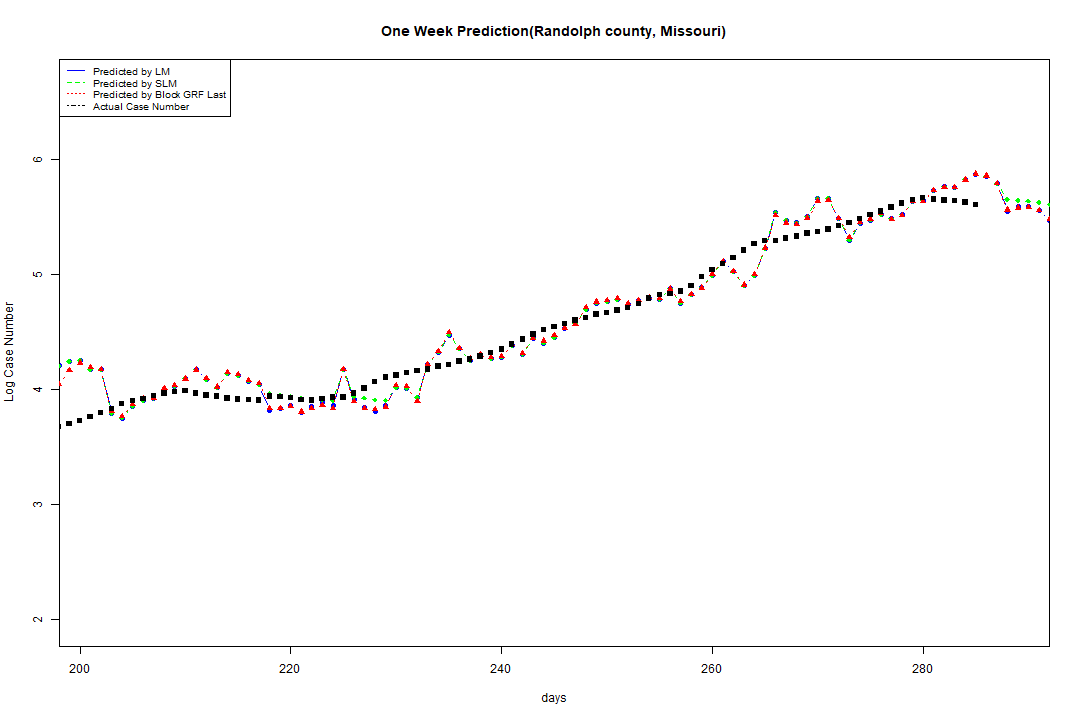 One Week Prediction(Randolph county, Missouri)
Predicted by LM
Predicted by SLM
Predicted by Block GRF Last
Actual Case Number
6
5
4
3
2
Log Case Number
200 220 240 260 280
days